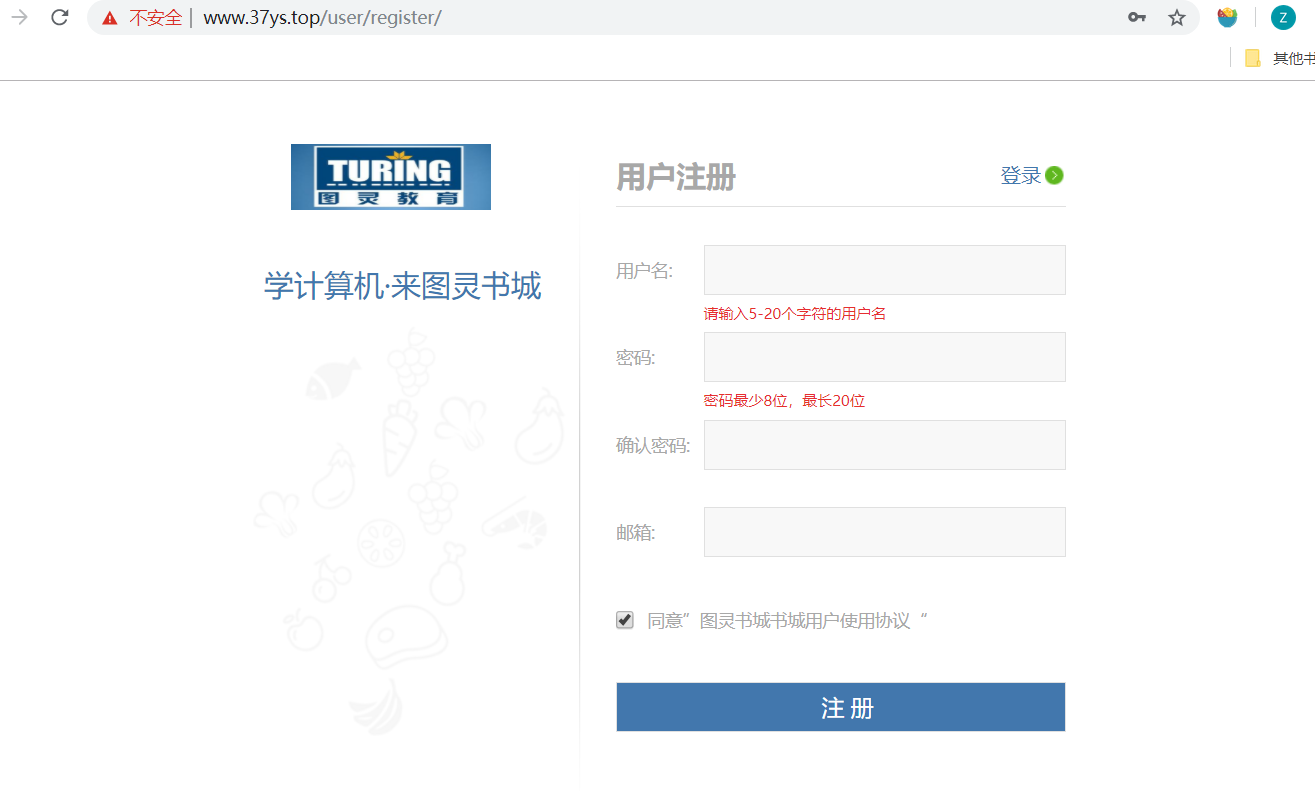 不安全 | www.37ys.top/user/register/
Z
其他书
TURING
图灵教育
学计算机·来图灵书城
用户注册
登录
用户名:
请输入5-20个字符的用户名
密码:
密码最少8位，最长20位
确认密码:
邮箱:
同意”图灵书城书城用户使用协议“
注 册